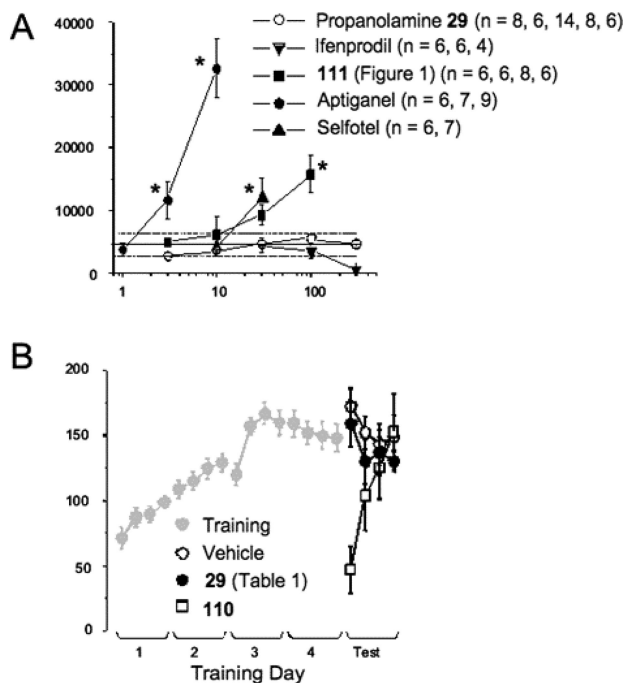 A
Propanolamine 29 (n = 8, 6, 14, 8, 6)
Ifenprodil (n = 6, 6, 4)
111 (Figure 1) (n = 6, 6, 8, 6)
Aptiganel (n = 6, 7, 9)
Selfotel (n = 6, 7)
40000
30000
20000
10000
0
* * * *
1 10 100
B
200
150
100
50
0
Training
Vehicle
29 (Table 1)
110
1 2 3 4 Test
Training Day